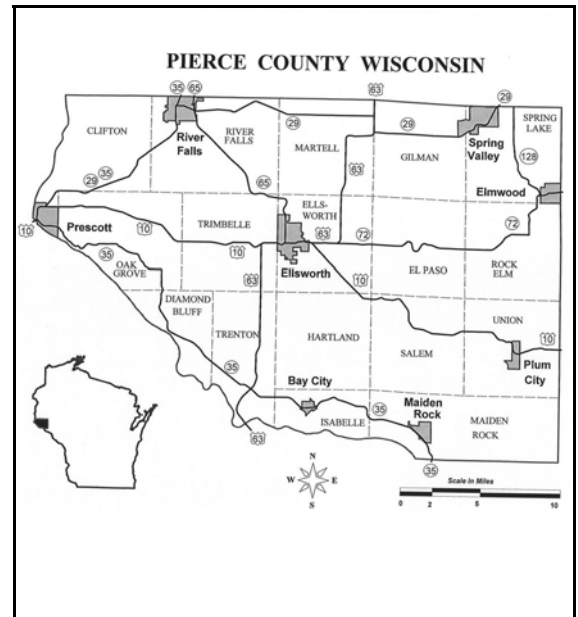 PIERCE COUNTY WISCONSIN
63
35
65
29
CLIFTON
River
Falls
RIVER
FALLS
29
MARTELL
29
GILMAN
Spring
Valley
SPRING
LAKE
35
29
63
128
65
Elmwood
ELLS-
WORTH
10
Prescott
TRIMBELLE
10
10
63
72
72
35
OAK
GROVE
Ellsworth
63
10
EL PASO
ROCK
ELM
DIAMOND
BLUFF
TRENTON
HARTLAND
SALEM
UNION
10
Plum
City
35
Bay City
35
Maiden
Rock
ISABELLE
MAIDEN
ROCK
63
35
N
W
E
S
Scale In Miles
0
2
5
10